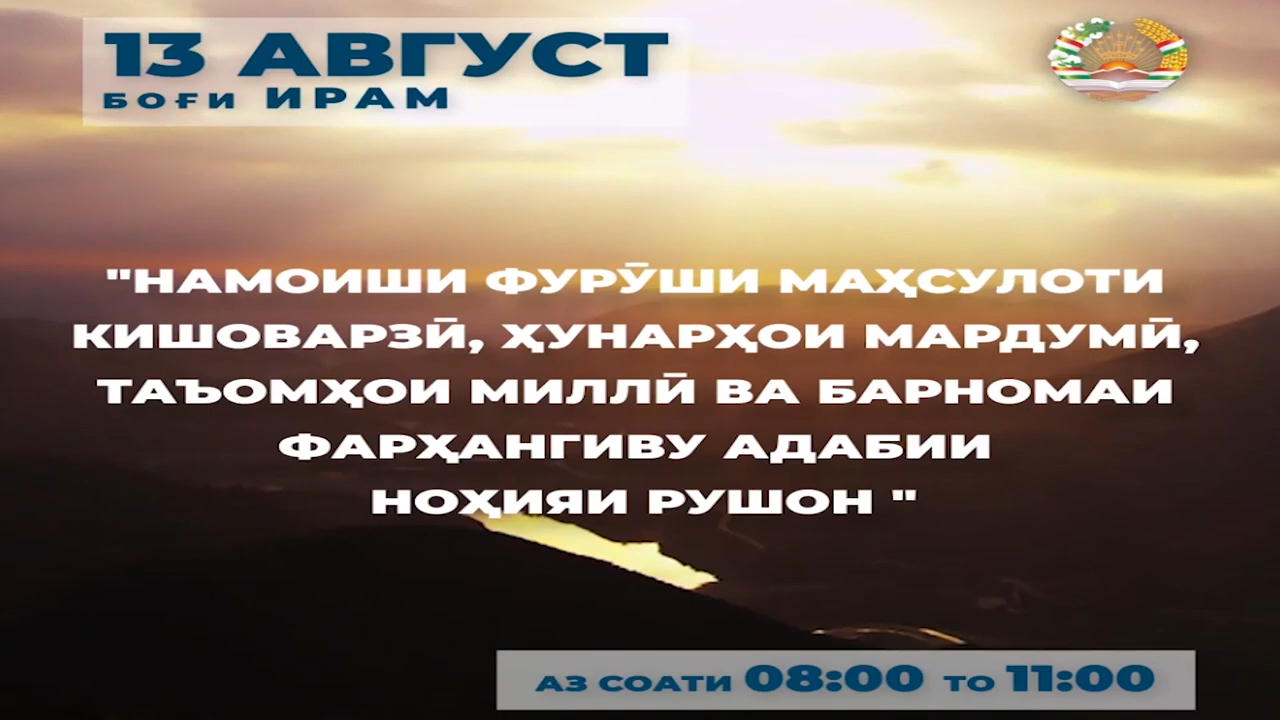 13 АВГУСТ
БОҒИ ИРАМ
"НАМОИШИ ФУРӮШИ МАҲСУЛОТИ
КИШОВАРЗӢ, ҲУНАРҲОИ МАРДУМӢ,
ТАЪОМҲОИ МИЛЛӢ ВА БАРНОМАИ
ФАРҲАНГИВУ АДАБИИ
НОҲИЯИ РУШОН "
АЗ СОАТИ 08:00 ТО 11:00